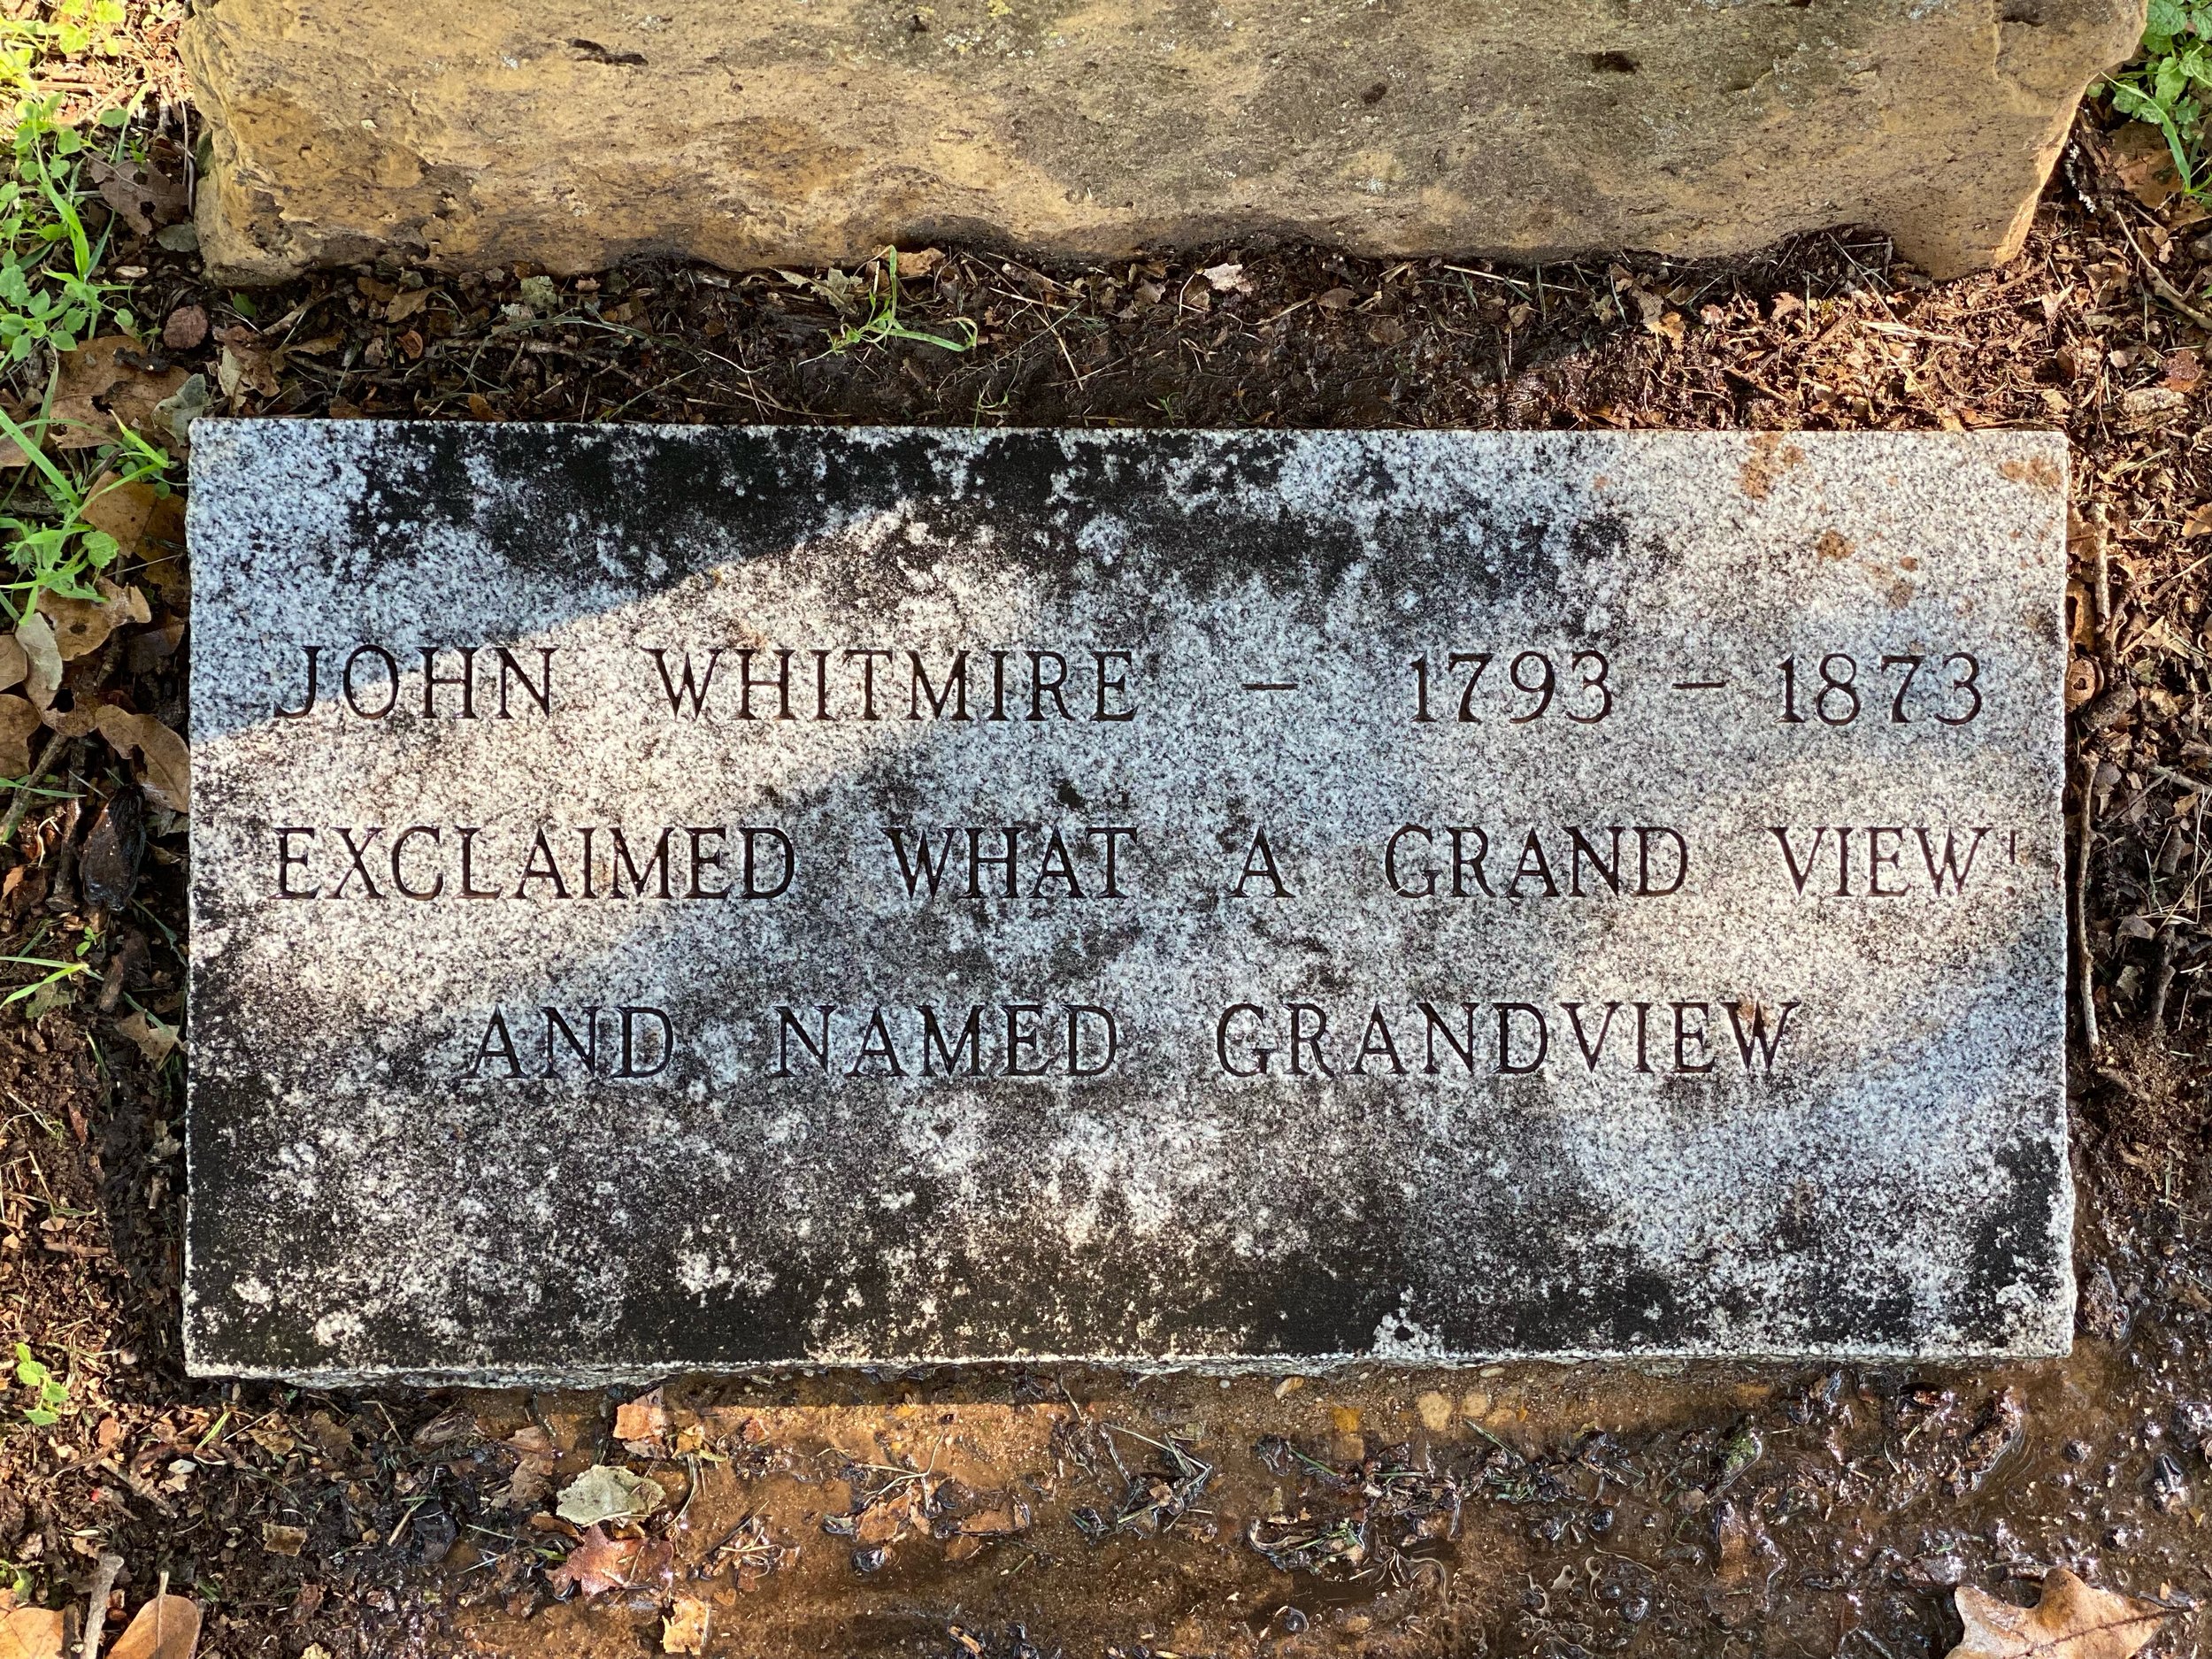 JOHN WHITMIRE - 1793 - 1873
EXCLAIMED WHAT A GRAND VIEW!
AND NAMED GRANDVIEW